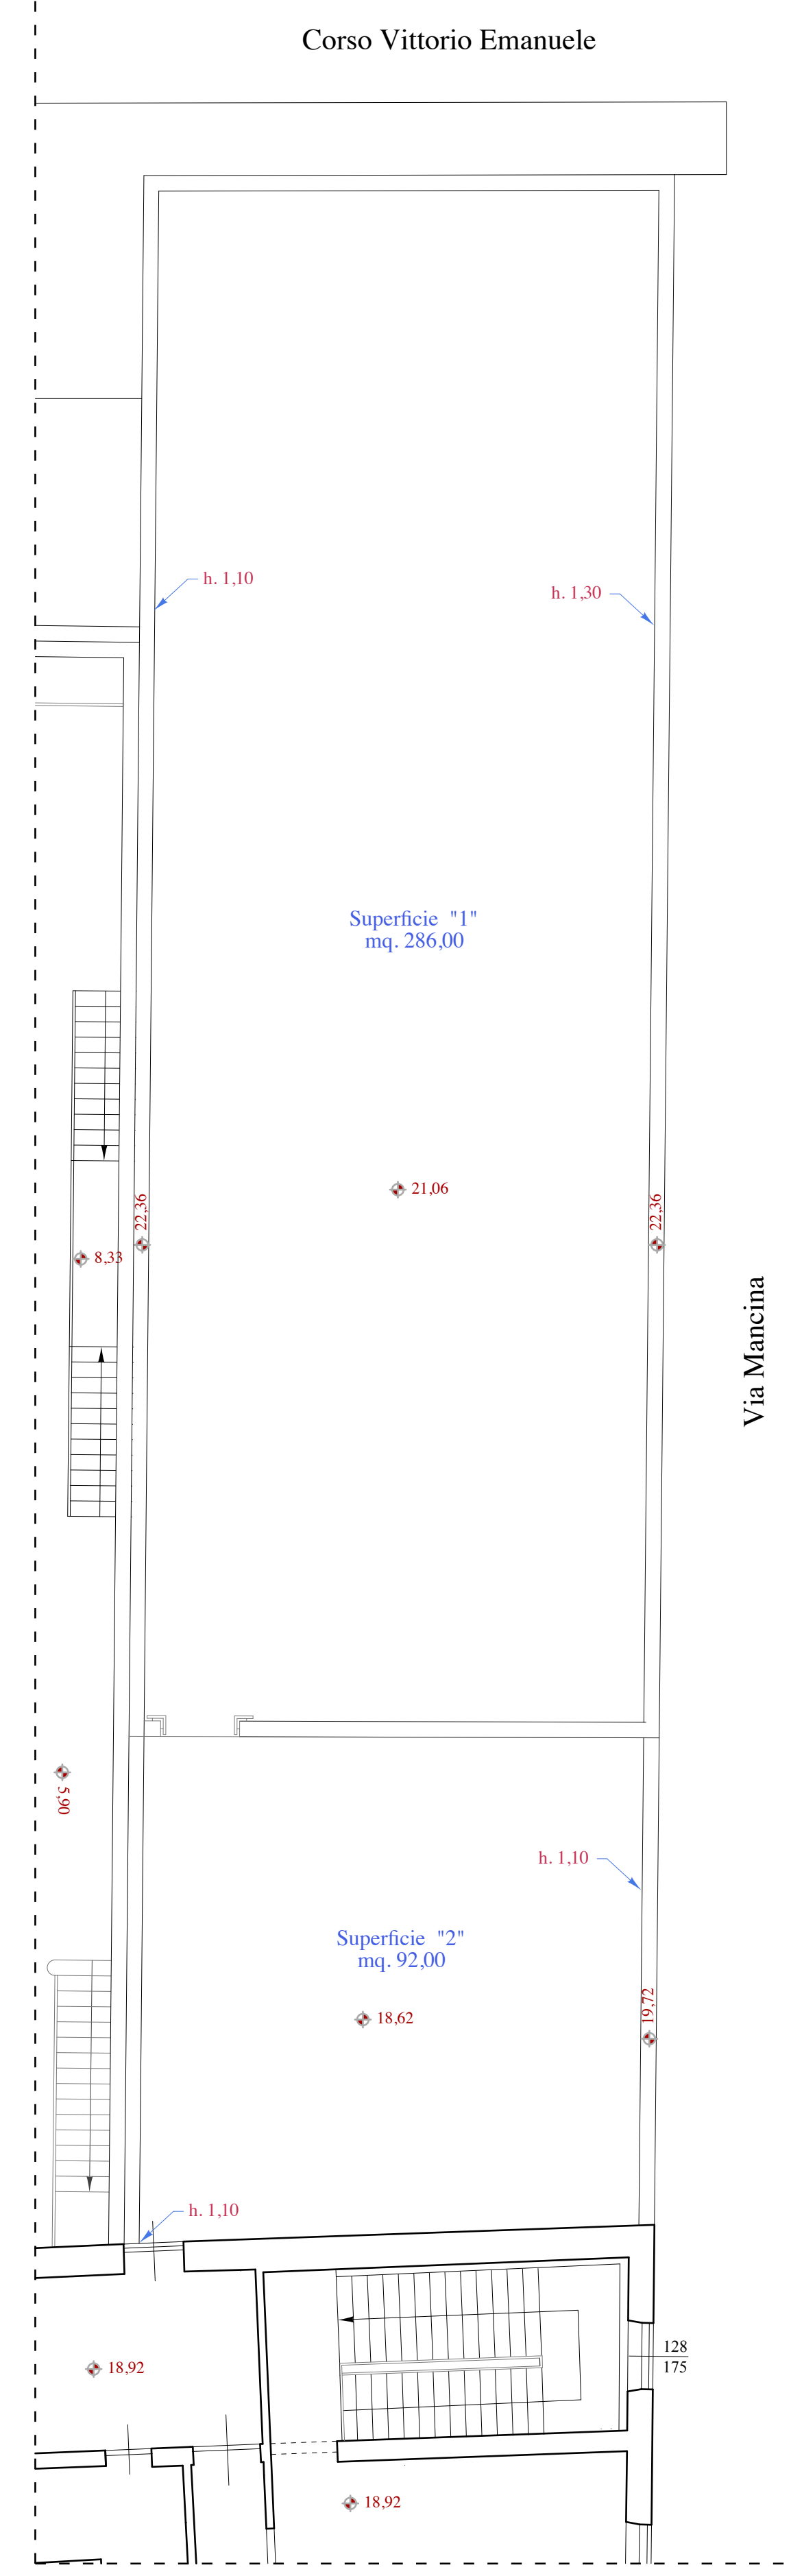 Corso Vittorio Emanuele
h. 1,10
h. 1,30
Superficie "1"
mq. 286,00
21,06
22,36
22,36
8,33
Via Mancina
5,90
h. 1,10
Superficie "2"
mq. 92,00
18,62
19,72
h. 1,10
128
175
18,92
18,92